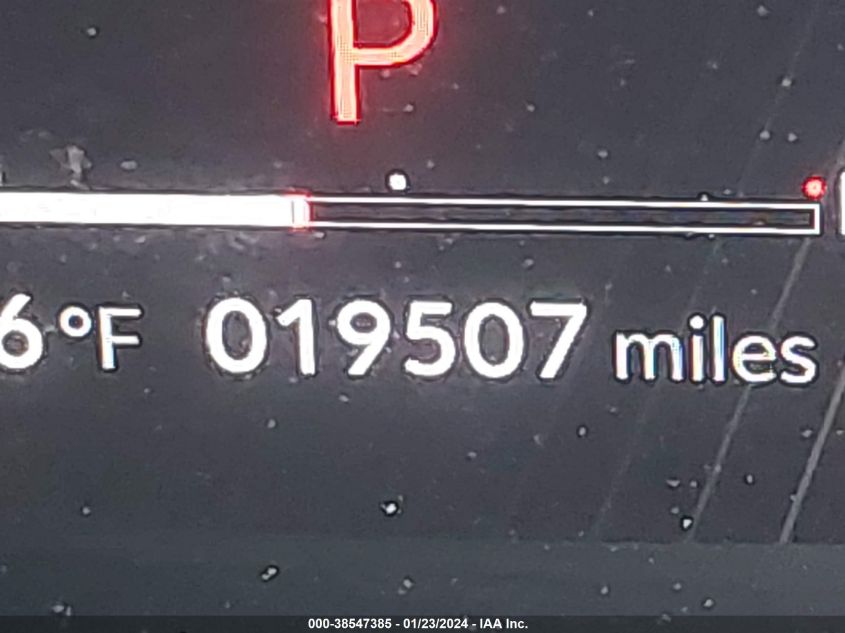 P
6°F 019507 miles
000-38547385 - 01/23/2024 - IAA Inc.